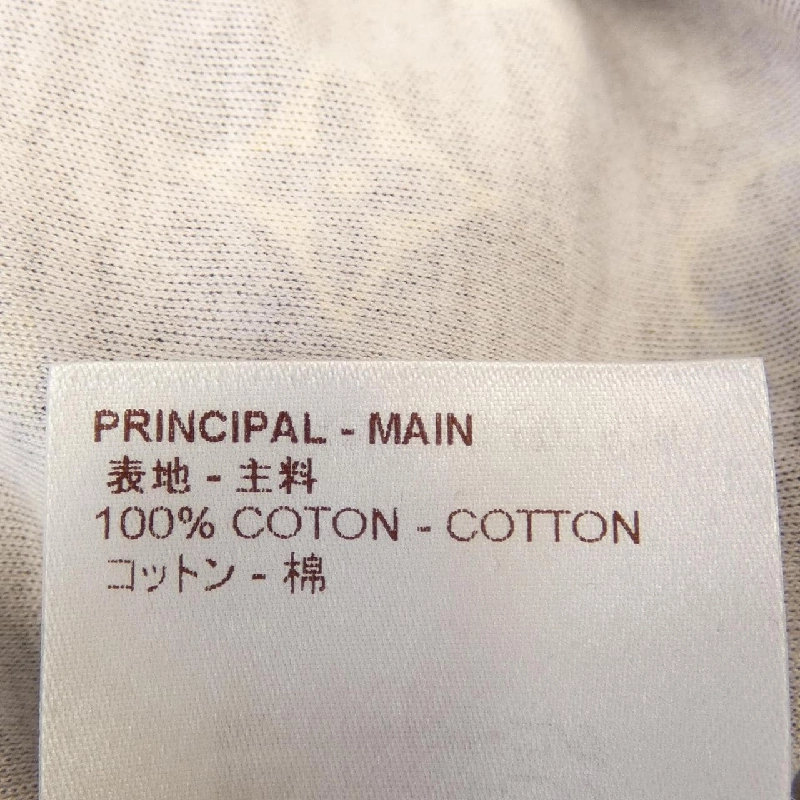 PRINCIPAL - MAIN
表地 - 主料
100% COTON - COTTON
コットン - 棉